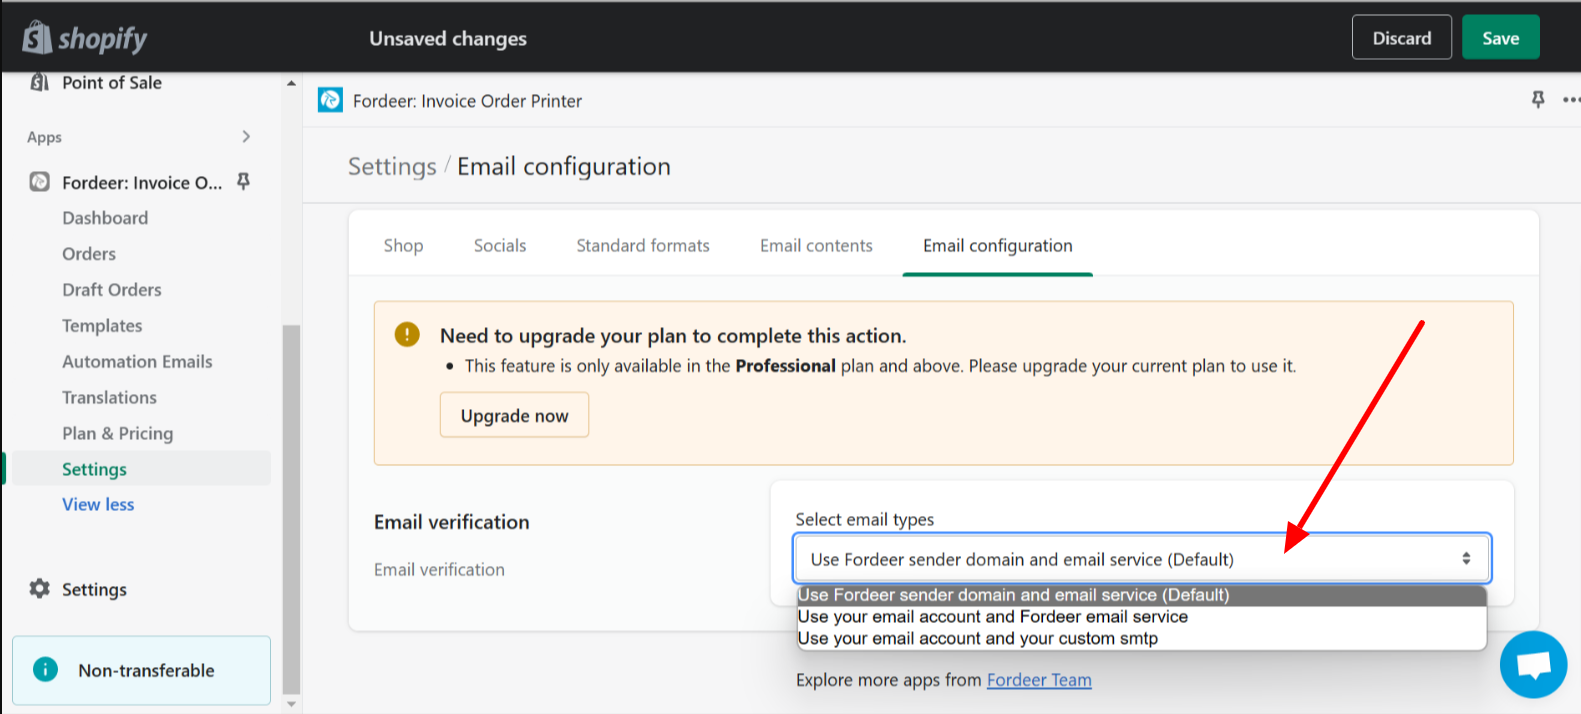 shopify
Unsaved changes
Discard
Save
Point of Sale
Apps
Fordeer: Invoice O...
Dashboard
Orders
Draft Orders
Templates
Automation Emails
Translations
Plan & Pricing
Settings
View less
Settings
Non-transferable
Fordeer: Invoice Order Printer
Settings / Email configuration
Shop Socials Standard formats Email contents Email configuration
Need to upgrade your plan to complete this action.
• This feature is only available in the Professional plan and above. Please upgrade your current plan to use it.
Upgrade now
Email verification
Email verification
Select email types
Use Fordeer sender domain and email service (Default)
Use Fordeer sender domain and email service (Default)
Use your email account and Fordeer email service
Use your email account and your custom smtp
Explore more apps from Fordeer Team